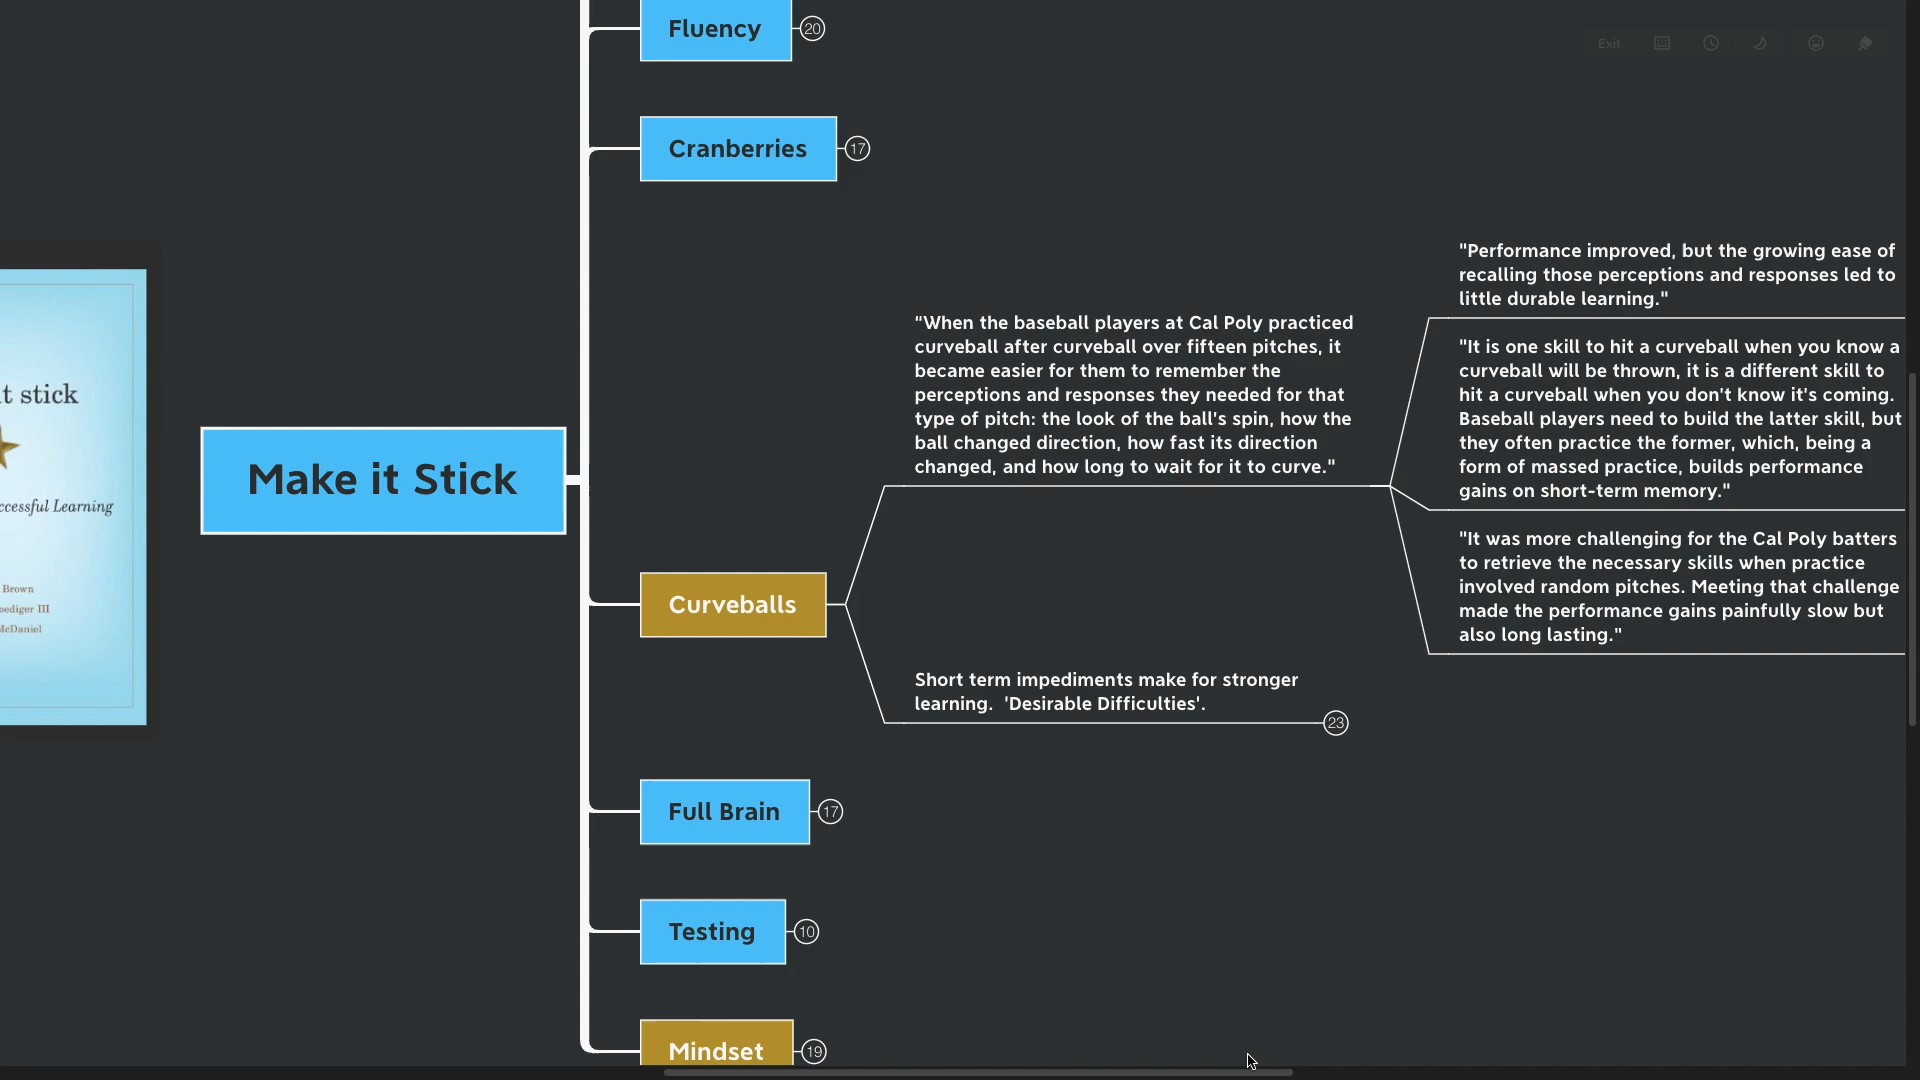 Fluency
20
Exit
Cranberries
17
"Performance improved, but the growing ease of
recalling those perceptions and responses led to
little durable learning."
"When the baseball players at Cal Poly practiced
curveball after curveball over fifteen pitches, it
became easier for them to remember the
perceptions and responses they needed for that
type of pitch: the look of the ball's spin, how the
ball changed direction, how fast its direction
changed, and how long to wait for it to curve."
"It is one skill to hit a curveball when you know a
curveball will be thrown, it is a different skill to
hit a curveball when you don't know it's coming.
Baseball players need to build the latter skill, but
they often practice the former, which, being a
form of massed practice, builds performance
gains on short-term memory."
"It was more challenging for the Cal Poly batters
to retrieve the necessary skills when practice
involved random pitches. Meeting that challenge
made the performance gains painfully slow but
also long lasting."
t stick
ccessful Learning
Brown
oediger III
McDaniel
Make it Stick
Curveballs
Short term impediments make for stronger
learning. 'Desirable Difficulties'.
23
Full Brain
17
Testing
10
Mindset
19